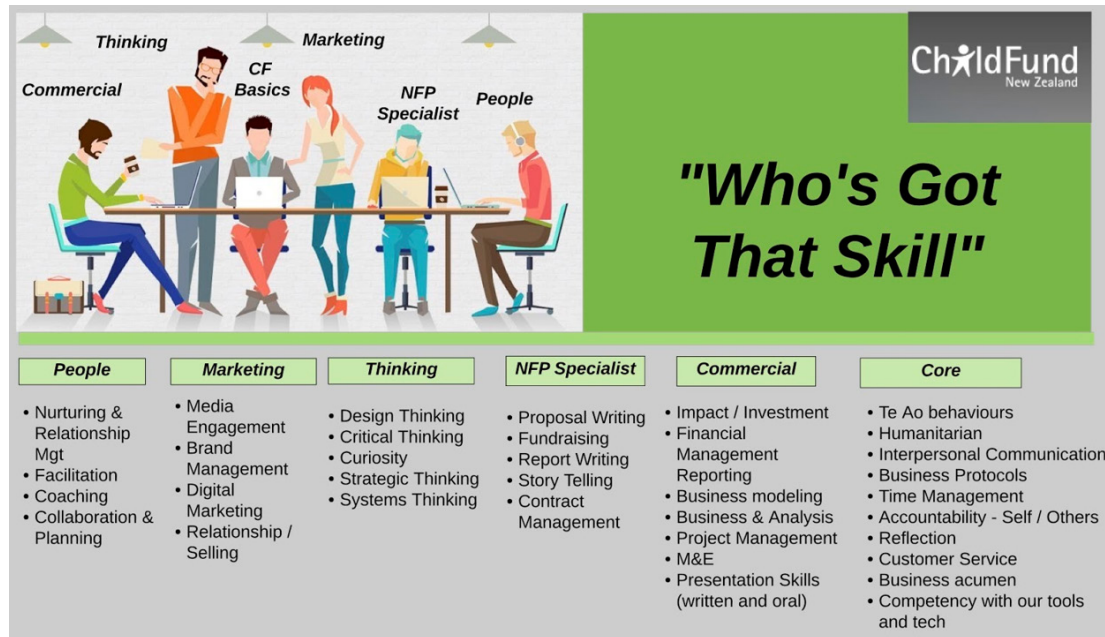 Thinking
Marketing
Commercial
CF
Basics
NFP
Specialist
People
ChildFund
New Zealand
"Who's Got
That Skill"
People
• Nurturing &
Relationship
Mgt
• Facilitation
• Coaching
• Collaboration &
Planning
Marketing
• Media
Engagement
• Brand
Management
• Digital
Marketing
• Relationship /
Selling
Thinking
• Design Thinking
• Critical Thinking
• Curiosity
• Strategic Thinking
• Systems Thinking
NFP Specialist
• Proposal Writing
• Fundraising
• Report Writing
• Story Telling
• Contract
Management
Commercial
• Impact / Investment
• Financial
Management
Reporting
• Business modeling
• Business & Analysis
• Project Management
• M&E
• Presentation Skills
(written and oral)
Core
• Te Ao behaviours
• Humanitarian
• Interpersonal Communication
• Business Protocols
• Time Management
• Accountability - Self / Others
• Reflection
• Customer Service
• Business acumen
• Competency with our tools
and tech